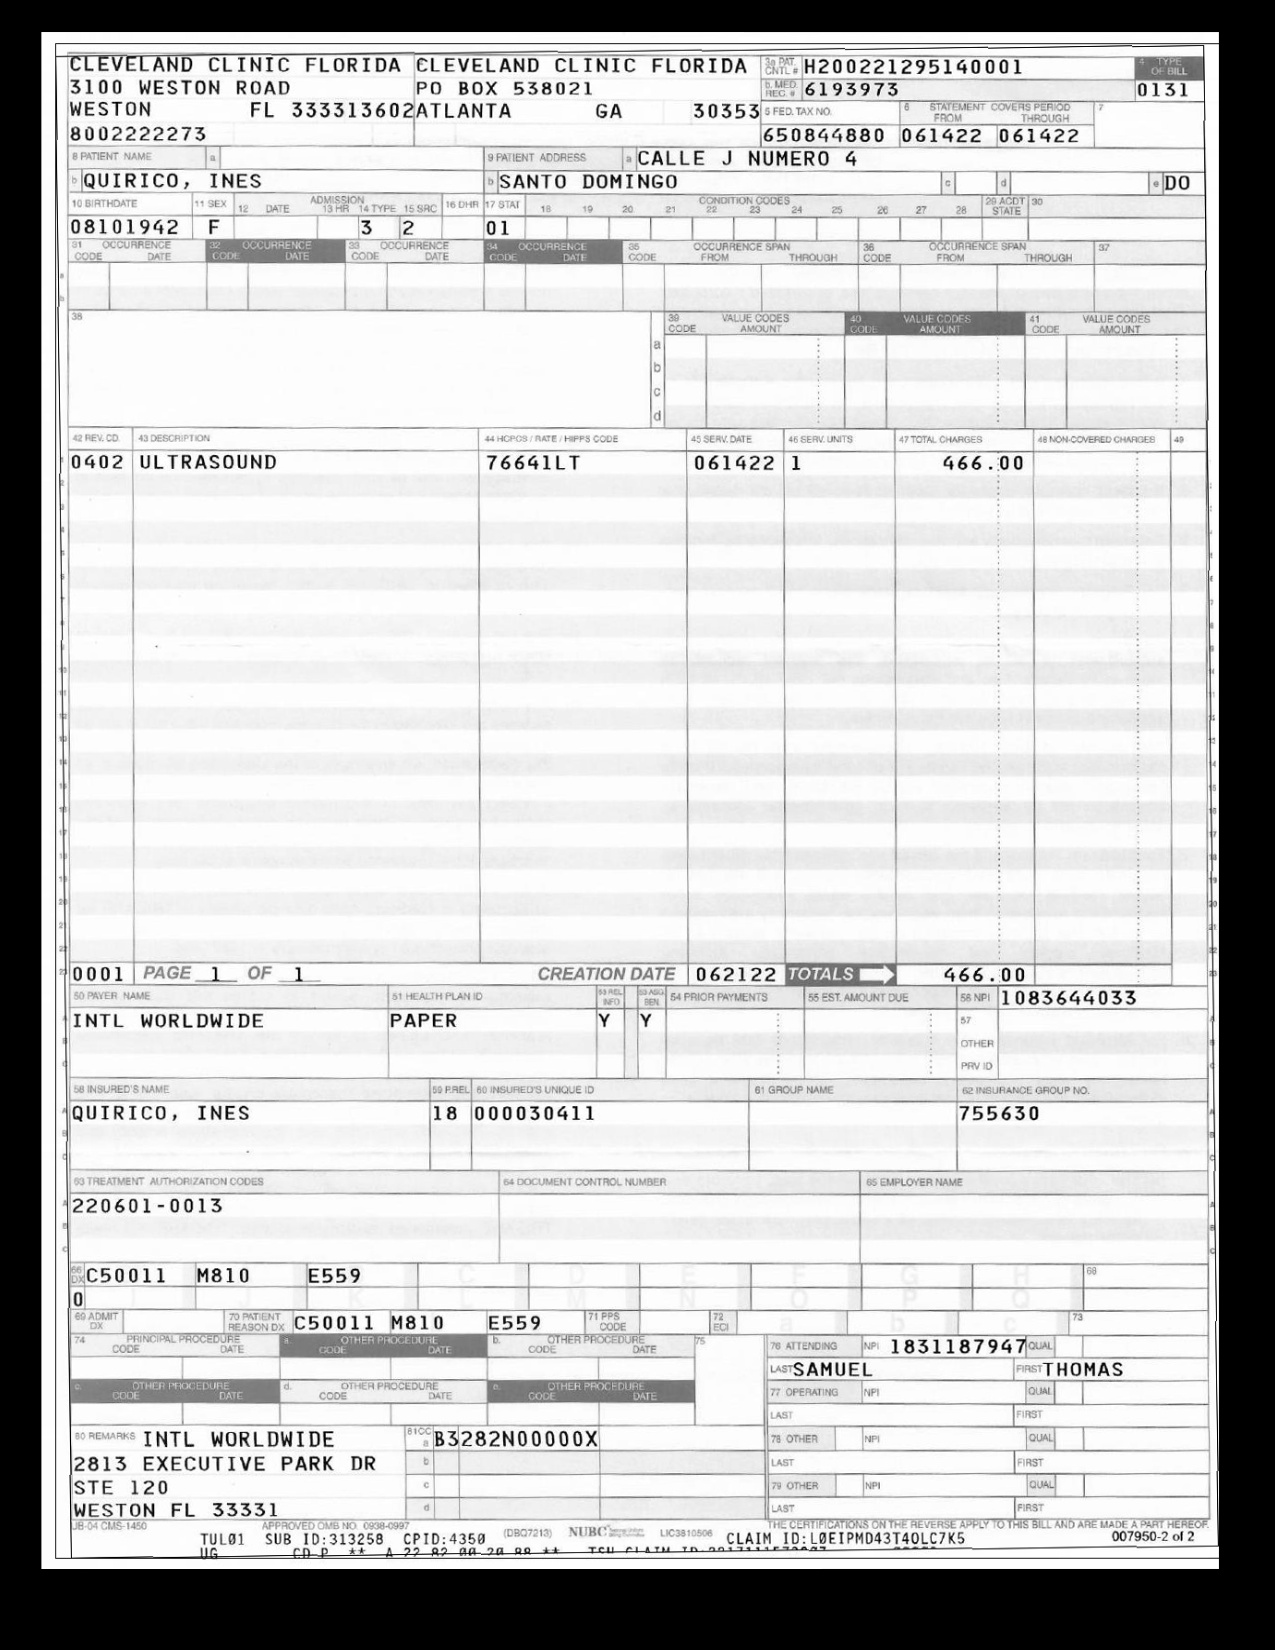 CLEVELAND CLINIC FLORIDA CLEVELAND CLINIC FLORIDA 3a PAT. CNTL # H200221295140001 4 TYPE OF BILL
3100 WESTON ROAD PO BOX 538021 b. MED. REC. # 6193973 0131
WESTON FL 333313602 ATLANTA GA 30353 5 FED. TAX NO. 6 STATEMENT COVERS PERIOD FROM THROUGH 7
8002222273 650844880 061422 061422
8 PATIENT NAME a 9 PATIENT ADDRESS a CALLE J NUMERO 4
b QUIRICO, INES b SANTO DOMINGO c d e DO
10 BIRTHDATE 11 SEX 12 DATE ADMISSION 13 HR 14 TYPE 15 SRC 16 DHR 17 STAT 18 19 20 21 CONDITION CODES 22 23 24 25 26 27 28 29 ACDT STATE 30
08101942 F 3 2 01
31 OCCURRENCE CODE DATE 32 OCCURRENCE CODE DATE 33 OCCURRENCE CODE DATE 34 OCCURRENCE CODE DATE 35 CODE OCCURRENCE SPAN FROM THROUGH 36 CODE OCCURRENCE SPAN FROM THROUGH 37
a
b
38 39 CODE VALUE CODES AMOUNT 40 CODE VALUE CODES AMOUNT 41 CODE VALUE CODES AMOUNT
a
b
c
d
42 REV. CD. 43 DESCRIPTION 44 HCPCS / RATE / HIPPS CODE 45 SERV. DATE 46 SERV. UNITS 47 TOTAL CHARGES 48 NON-COVERED CHARGES 49
0402 ULTRASOUND 76641LT 061422 1 466.00
0001 PAGE 1 OF 1 CREATION DATE 062122 TOTALS 466.00
50 PAYER NAME 51 HEALTH PLAN ID 52 REL INFO 53 ASG BEN. 54 PRIOR PAYMENTS 55 EST. AMOUNT DUE 56 NPI 1083644033
INTL WORLDWIDE PAPER Y Y 57
OTHER
PRV ID
58 INSURED'S NAME 59 P.REL 60 INSURED'S UNIQUE ID 61 GROUP NAME 62 INSURANCE GROUP NO.
QUIRICO, INES 18 000030411 755630
63 TREATMENT AUTHORIZATION CODES 64 DOCUMENT CONTROL NUMBER 65 EMPLOYER NAME
220601-0013
66 DX C50011 M810 E559 68
0
69 ADMIT DX 70 PATIENT REASON DX C50011 M810 E559 71 PPS CODE 72 ECI 73
74 PRINCIPAL PROCEDURE CODE DATE a. OTHER PROCEDURE CODE DATE b. OTHER PROCEDURE CODE DATE 75 76 ATTENDING NPI 1831187947 QUAL
LAST SAMUEL FIRST THOMAS
c. OTHER PROCEDURE CODE DATE d. OTHER PROCEDURE CODE DATE e. OTHER PROCEDURE CODE DATE 77 OPERATING NPI QUAL
LAST FIRST
80 REMARKS INTL WORLDWIDE 81CC a B3 282N00000X 78 OTHER NPI QUAL
2813 EXECUTIVE PARK DR b LAST FIRST
STE 120 c 79 OTHER NPI QUAL
WESTON FL 33331 d LAST FIRST
UB-04 CMS-1450 APPROVED OMB NO. 0938-0997 (DBQ7213) NUBC LIC3810506 THE CERTIFICATIONS ON THE REVERSE APPLY TO THIS BILL AND ARE MADE A PART HEREOF.
TUL01 SUB ID:313258 CPID:4350 CLAIM ID:L0EIPMD43T4OLC7K5 007950-2 of 2